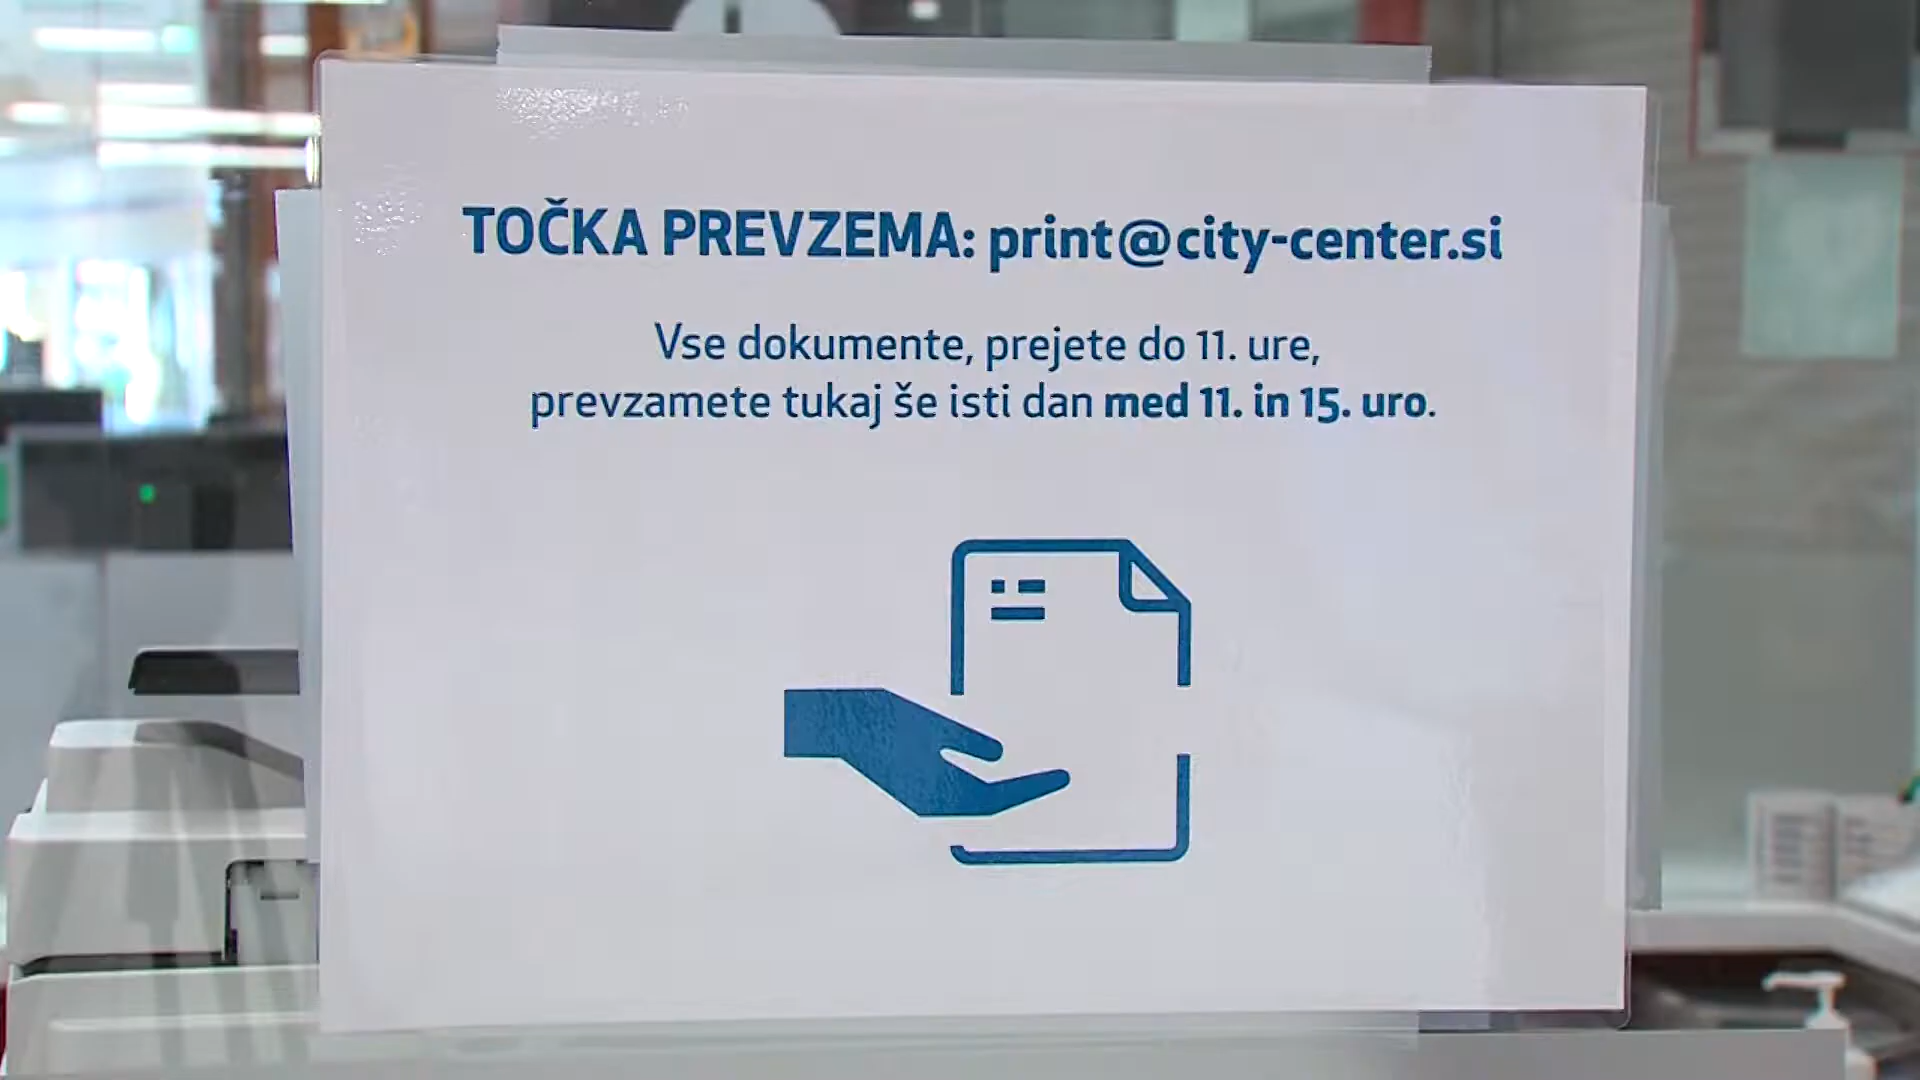 TOČKA PREVZEMA: print@city-center.si
Vse dokumente, prejete do 11. ure,
prevzamete tukaj še isti dan med 11. in 15. uro.